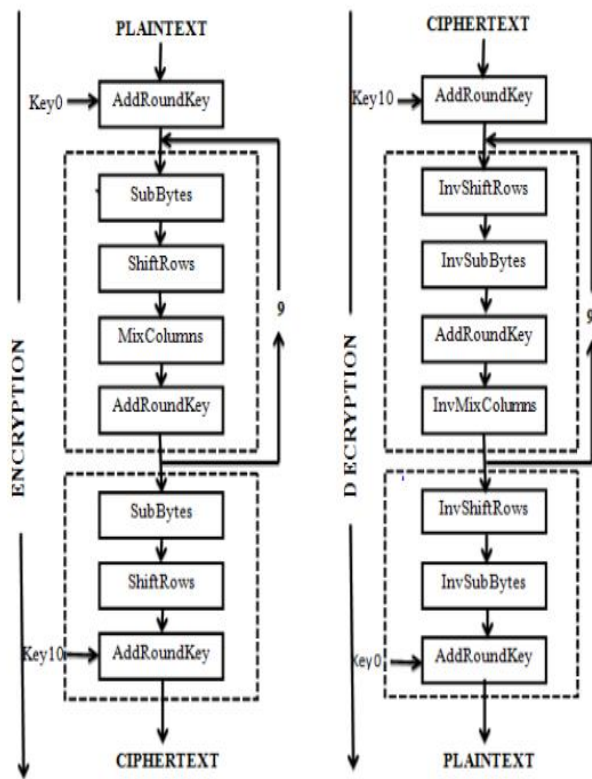 PLAINTEXT
Key0
AddRoundKey
SubBytes
ShiftRows
MixColumns
AddRoundKey
9
SubBytes
ShiftRows
Key10
AddRoundKey
CIPHERTEXT
ENCRYPTION
CIPHERTEXT
Key10
AddRoundKey
InvShiftRows
InvSubBytes
AddRoundKey
InvMixColumns
9
InvShiftRows
InvSubBytes
Key0
AddRoundKey
PLAINTEXT
D ECRYPTION